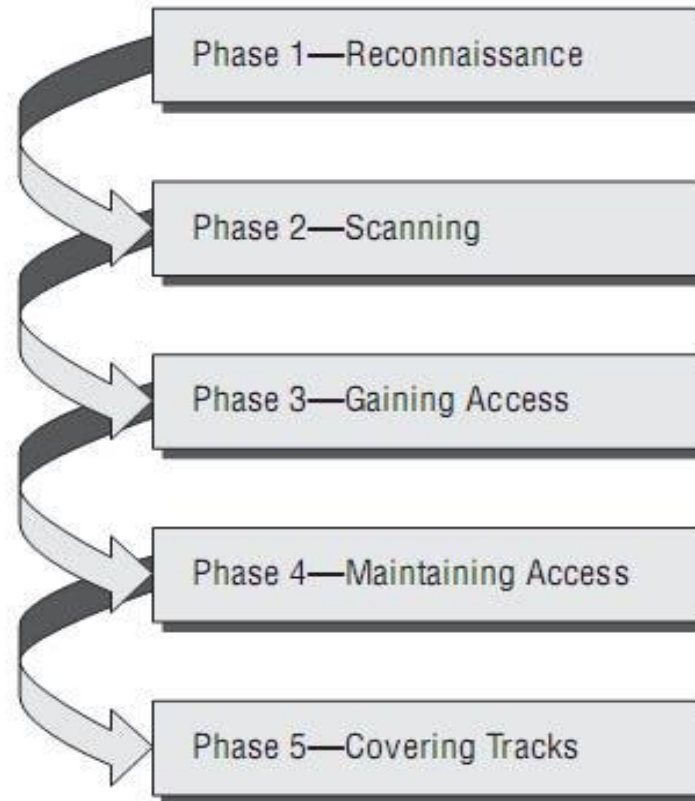 Phase 1—Reconnaissance
Phase 2—Scanning
Phase 3—Gaining Access
Phase 4—Maintaining Access
Phase 5—Covering Tracks